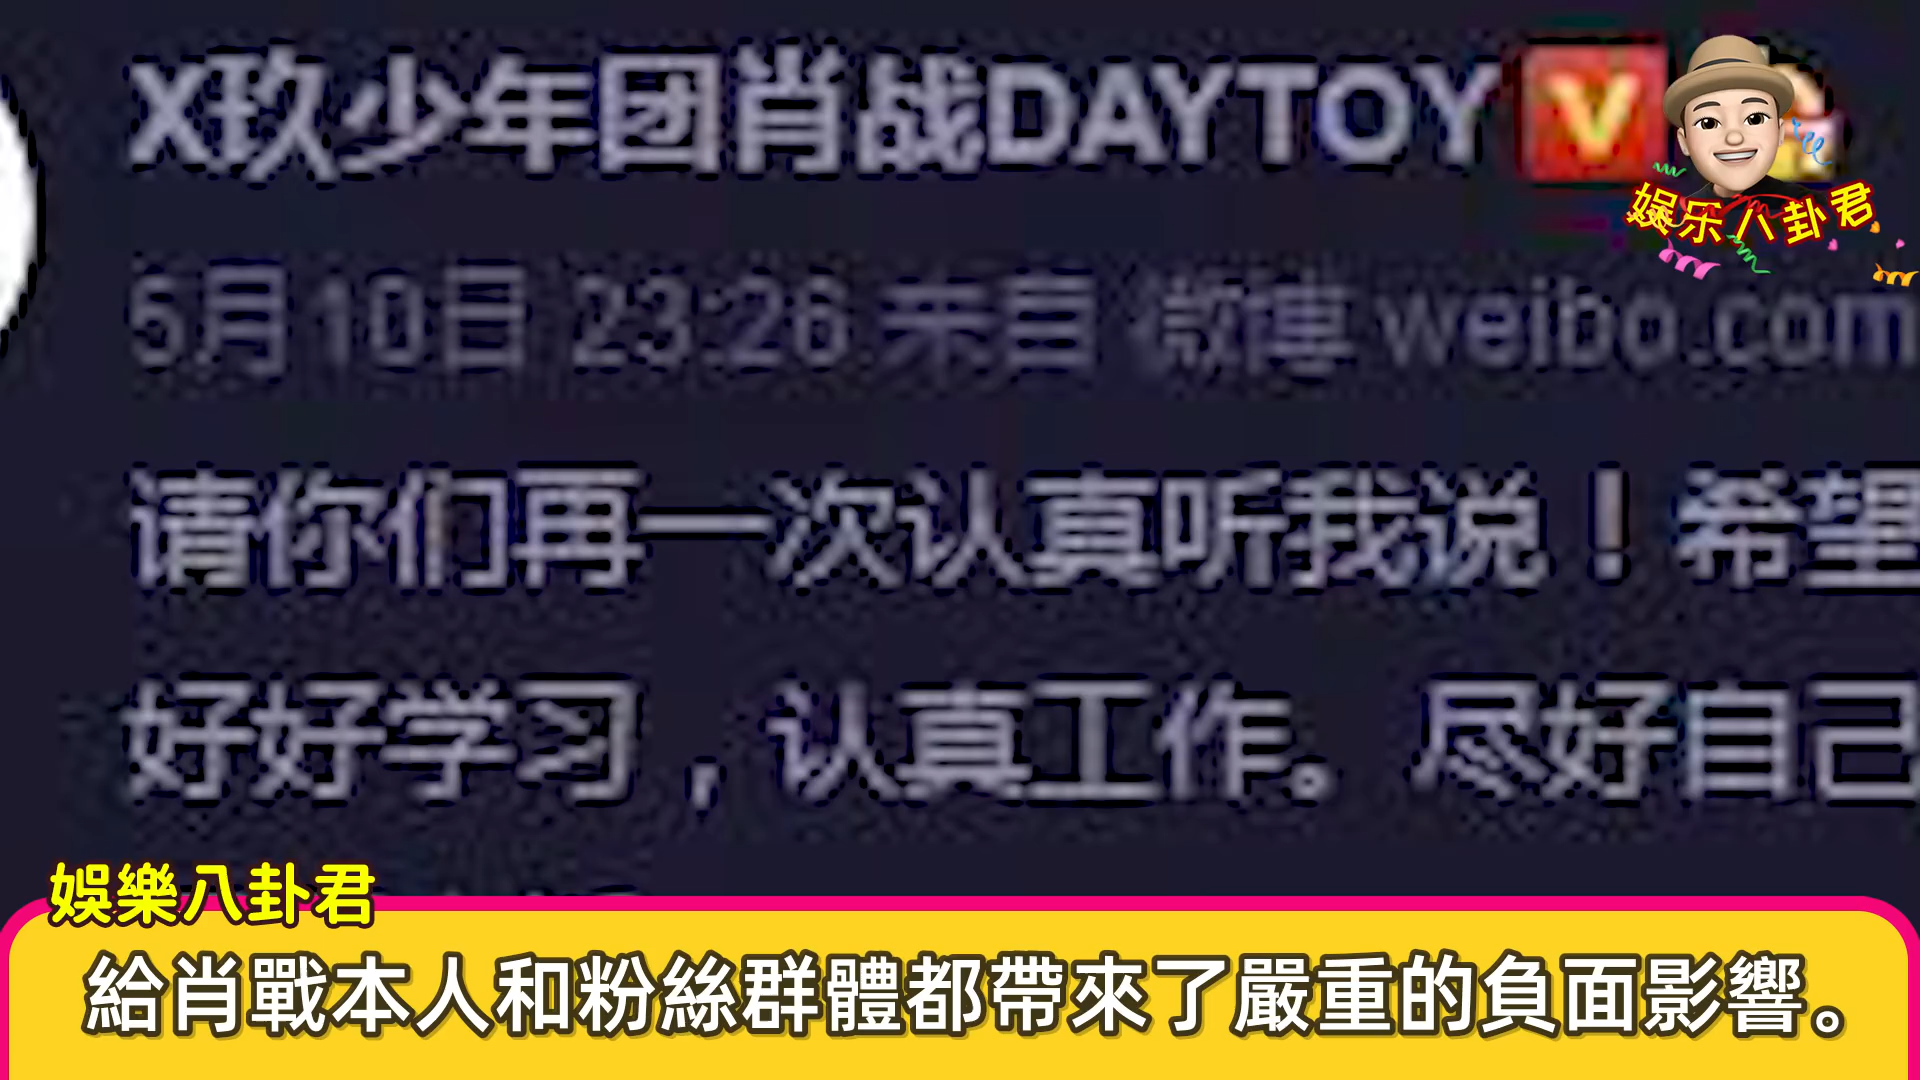 X玖少年团肖战DAYTOY
娱乐八卦君
5月10日 23:26 来自 微博 weibo.com
请你们再一次认真听我说！希望
好好学习，认真工作。尽好自己
娛樂八卦君
給肖戰本人和粉絲群體都帶來了嚴重的負面影響。